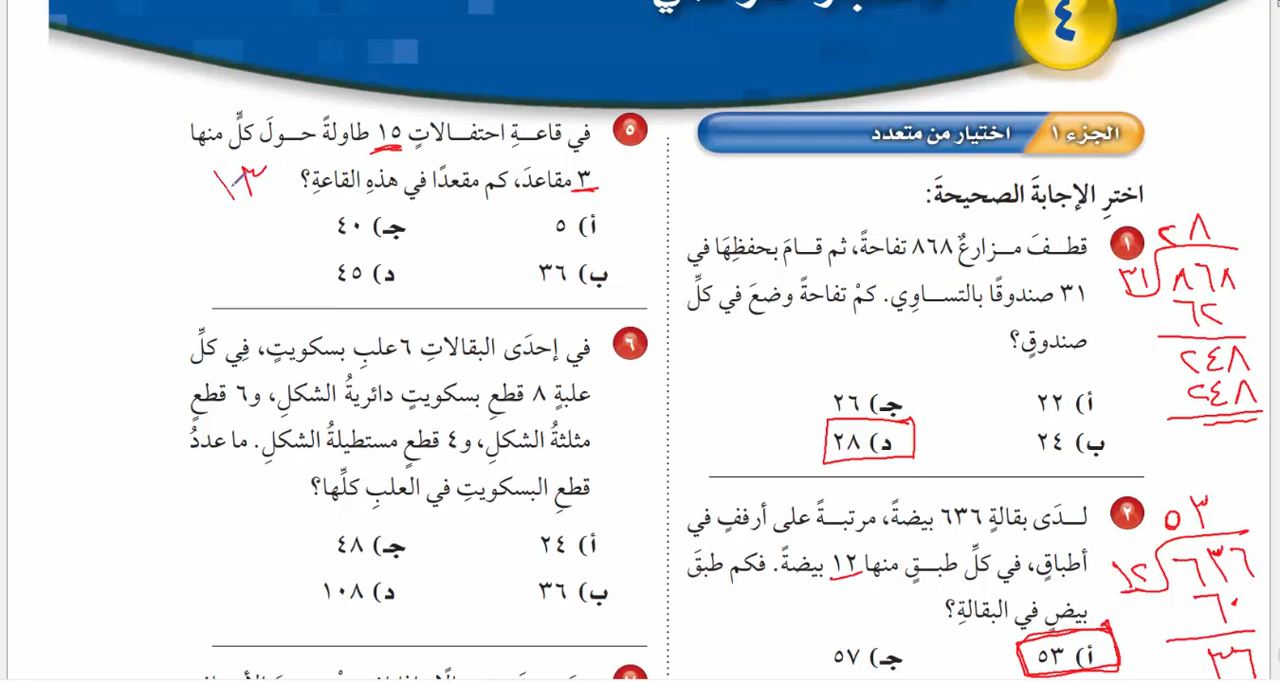 ٤
الجزء ١ اختيار من متعدد
اخترِ الإجابةَ الصحيحةَ:
١ قطفَ مزارعٌ ٨٦٨ تفاحةً، ثم قامَ بحفظِهَا في
٣١ صندوقًا بالتساوِي. كمْ تفاحةً وضعَ في كلِّ
صندوقٍ؟
أ) ٢٢ جـ) ٢٦
ب) ٢٤ د) ٢٨
٢٨
٣١ ٨٦٨
٦٢
٢٤٨
٢٤٨
٢ لدَى بقالةٍ ٦٣٦ بيضةً، مرتبةً على أرففٍ في
أطباقٍ، في كلِّ طبقٍ منها ١٢ بيضةً. فكم طبقَ
بيضٍ في البقالةِ؟
أ) ٥٣ جـ) ٥٧
٥٣
١٢ ٦٣٦
٦٠
٣٦
٥ في قاعةِ احتفالاتٍ ١٥ طاولةً حولَ كلٍّ منها
٣ مقاعدَ، كم مقعدًا في هذهِ القاعةِ؟
أ) ٥ جـ) ٤٠
ب) ٣٦ د) ٤٥
٦ في إحدَى البقالاتِ ٦ علبِ بسكويتٍ، فِي كلِّ
علبةٍ ٨ قطعِ بسكويتٍ دائريةُ الشكلِ، و٦ قطعٍ
مثلثةُ الشكلِ، و٤ قطعٍ مستطيلةُ الشكلِ. ما عددُ
قطعِ البسكويتِ في العلبِ كلِّها؟
أ) ٢٤ جـ) ٤٨
ب) ٣٦ د) ١٠٨